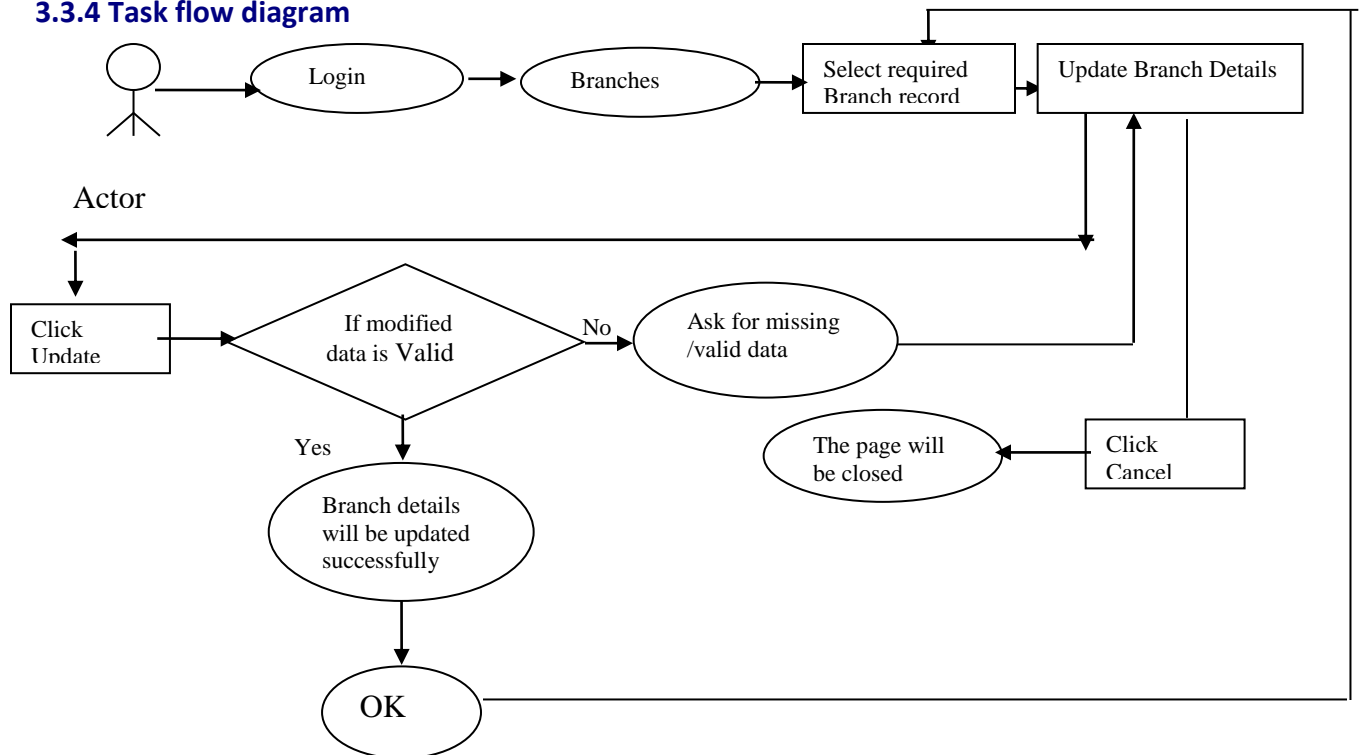 3.3.4 Task flow diagram
Login
Branches
Select required
Branch record
Update Branch Details
Actor
Click
Update
If modified
data is Valid
No
Ask for missing
/valid data
Yes
The page will
be closed
Click
Cancel
Branch details
will be updated
successfully
OK